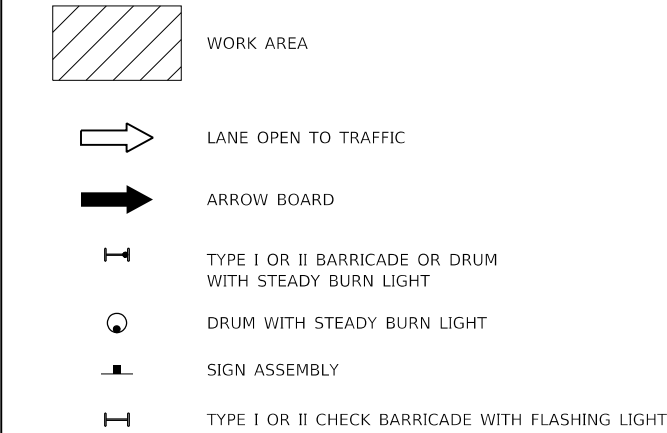 WORK AREA
LANE OPEN TO TRAFFIC
ARROW BOARD
TYPE I OR II BARRICADE OR DRUM
WITH STEADY BURN LIGHT
DRUM WITH STEADY BURN LIGHT
SIGN ASSEMBLY
TYPE I OR II CHECK BARRICADE WITH FLASHING LIGHT